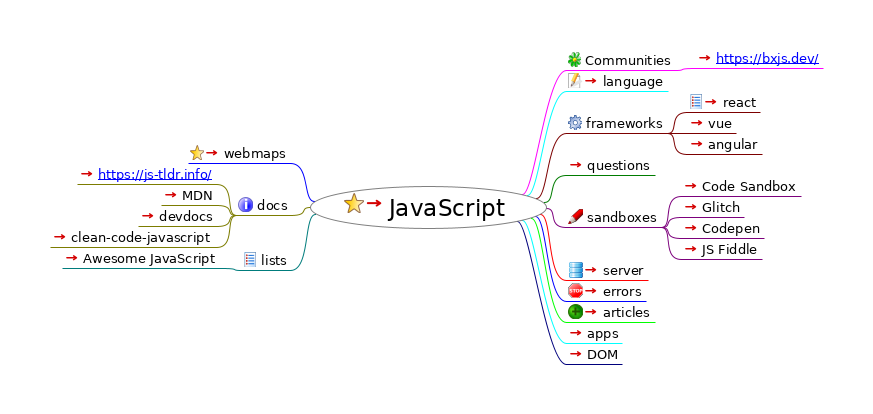 JavaScript
webmaps
docs
https://js-tldr.info/
MDN
devdocs
clean-code-javascript
lists
Awesome JavaScript
Communities
https://bxjs.dev/
language
frameworks
react
vue
angular
questions
sandboxes
Code Sandbox
Glitch
Codepen
JS Fiddle
server
STOP
errors
articles
apps
DOM